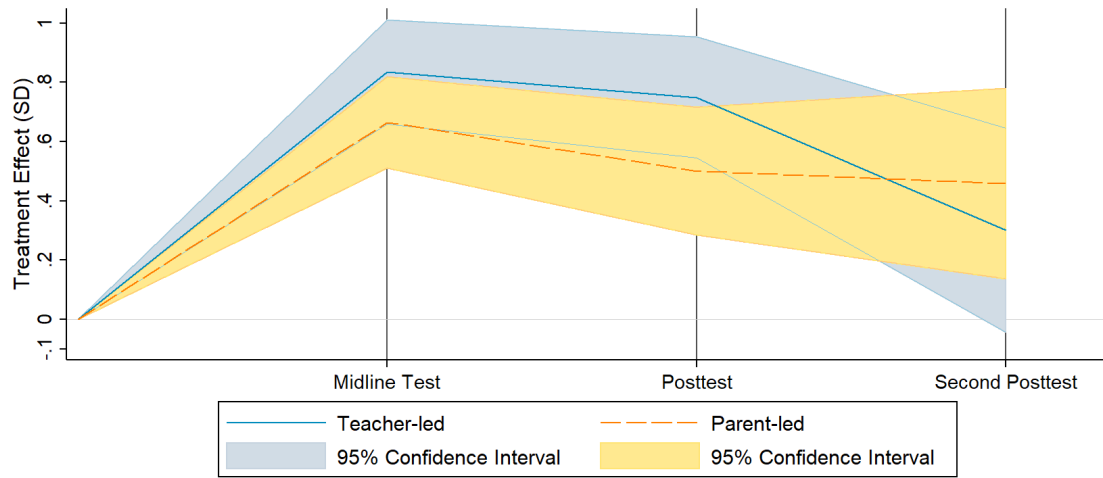 Treatment Effect (SD)
1
.8
.6
.4
.2
0
-.1
Midline Test Posttest Second Posttest
Teacher-led Parent-led
95% Confidence Interval 95% Confidence Interval